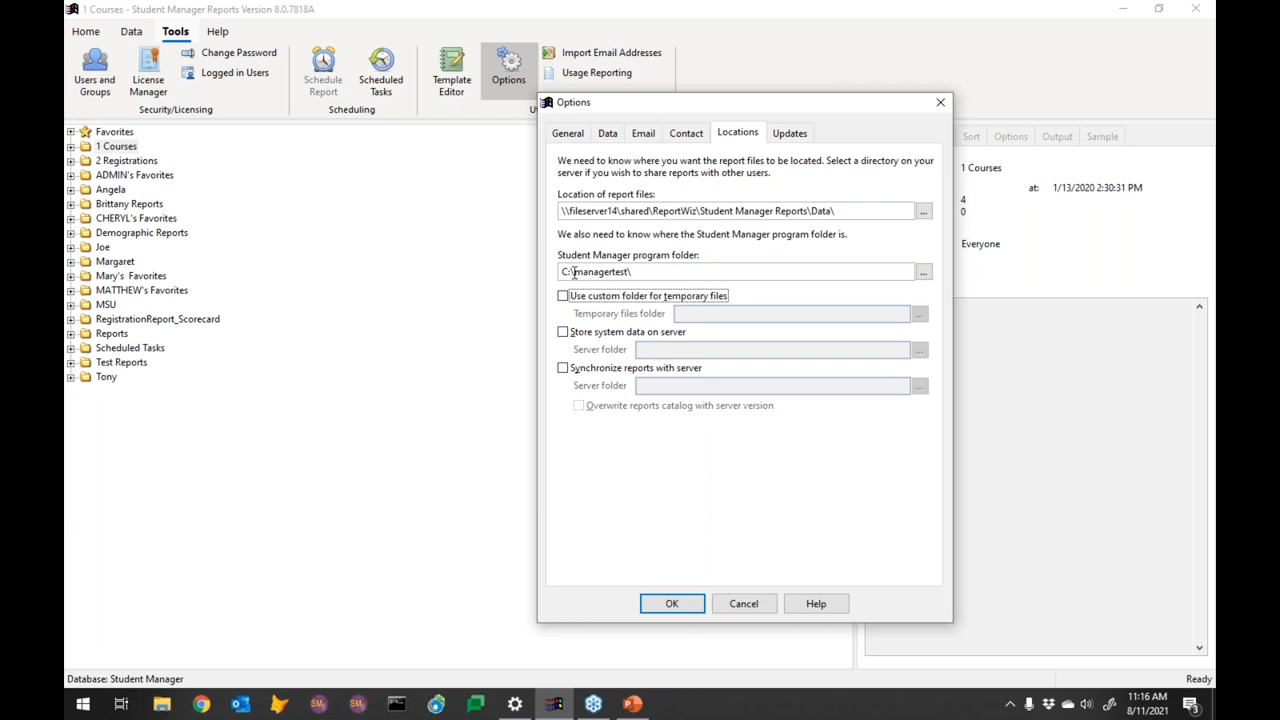 1 Courses - Student Manager Reports Version 8.0.7818A
Home Data Tools Help
Users and Groups
License Manager
Change Password
Logged in Users
Security/Licensing
Schedule Report
Scheduled Tasks
Scheduling
Template Editor
Options
Import Email Addresses
Usage Reporting
Favorites
1 Courses
2 Registrations
ADMIN's Favorites
Angela
Brittany Reports
CHERYL's Favorites
Demographic Reports
Joe
Margaret
Mary's Favorites
MATTHEW's Favorites
MSU
RegistrationReport_Scorecard
Reports
Scheduled Tasks
Test Reports
Tony
Options
General Data Email Contact Locations Updates
We need to know where you want the report files to be located. Select a directory on your
server if you wish to share reports with other users.
Location of report files:
\\fileserver14\shared\ReportWiz\Student Manager Reports\Data\
...
We also need to know where the Student Manager program folder is.
Student Manager program folder:
C:\managertest\
...
Use custom folder for temporary files
Temporary files folder
...
Store system data on server
Server folder
...
Synchronize reports with server
Server folder
...
Overwrite reports catalog with server version
OK Cancel Help
Sort Options Output Sample
1 Courses
at: 1/13/2020 2:30:31 PM
4
0
Everyone
Database: Student Manager
Ready
SM SM
11:16 AM
8/11/2021
3